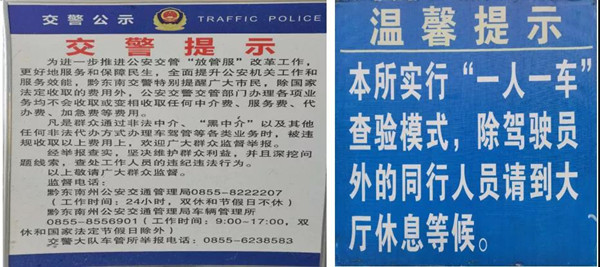 交警公示 TRAFFIC POLICE
交警提示
为进一步推进公安交管“放管服”改革工作,
更好地服务和保障民生，全面提升公安机关工作和
服务效能，黔东南交警特别提醒广大市民，除国家
法定收取的费用外，公安交警交管部门办理各项业
务均不会收取或变相收取任何中介费、服务费、代
办费、加急费等费用。
凡是群众通过非法中介、“黑中介”以及其他
任何非法代办方式办理车驾管等各类业务时，被违
规收取以上费用上，欢迎广大群众监督举报。
经举报查实，坚决维护群众利益，并且深挖问
题线索，查处工作人员的违纪违法行为。
以上敬请广大群众监督。
监督电话：
黔东南州公安交通管理局0855-8222207
（工作时间：24小时，双休和节假日不休）
黔东南州公安交通管理局车辆管理所
0855-8556901（工作时间：9:00~17:00，双
休和国家法定节假日除外）
交警大队车管所举报电话：0855-6238583
温馨提示
本所实行“一人一车”
查验模式，除驾驶员
外的同行人员请到大
厅休息等候。